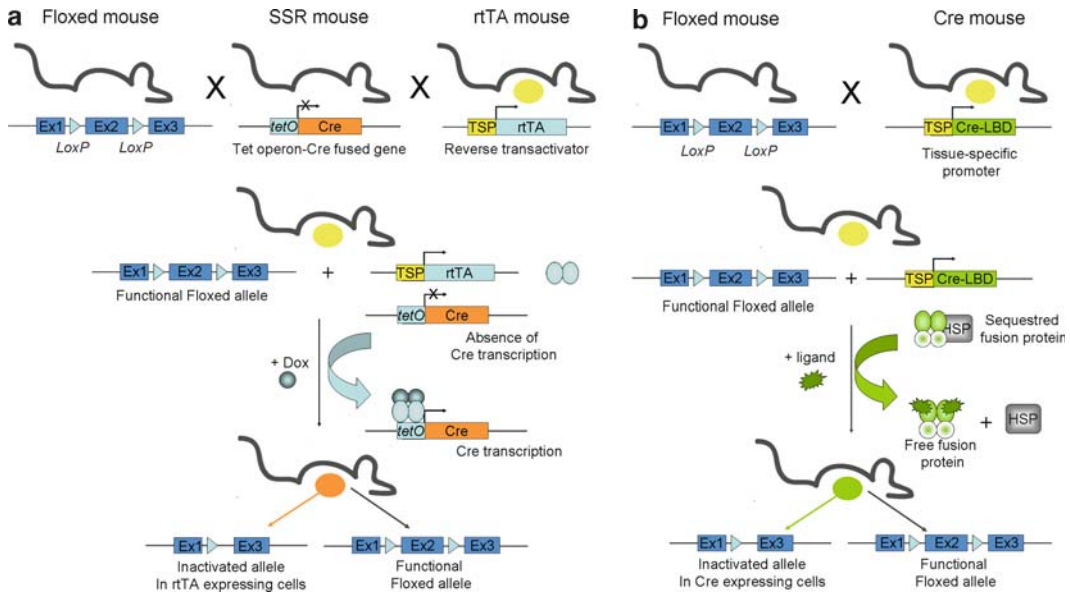 a
Floxed mouse
SSR mouse
rtTA mouse
X
X
Ex1
Ex2
Ex3
LoxP
LoxP
tetO
X
Cre
Tet operon-Cre fused gene
TSP
rtTA
Reverse transactivator
Ex1
Ex2
Ex3
Functional Floxed allele
+
TSP
rtTA
X
tetO
Cre
Absence of
Cre transcription
+ Dox
tetO
Cre
Cre transcription
Ex1
Ex3
Inactivated allele
In rtTA expressing cells
Ex1
Ex2
Ex3
Functional
Floxed allele
b
Floxed mouse
Cre mouse
X
Ex1
Ex2
Ex3
LoxP
LoxP
TSP
Cre-LBD
Tissue-specific
promoter
Ex1
Ex2
Ex3
Functional Floxed allele
+
TSP
Cre-LBD
HSP
Sequestred
fusion protein
+ ligand
Free fusion
protein
+
HSP
Ex1
Ex3
Inactivated allele
In Cre expressing cells
Ex1
Ex2
Ex3
Functional
Floxed allele